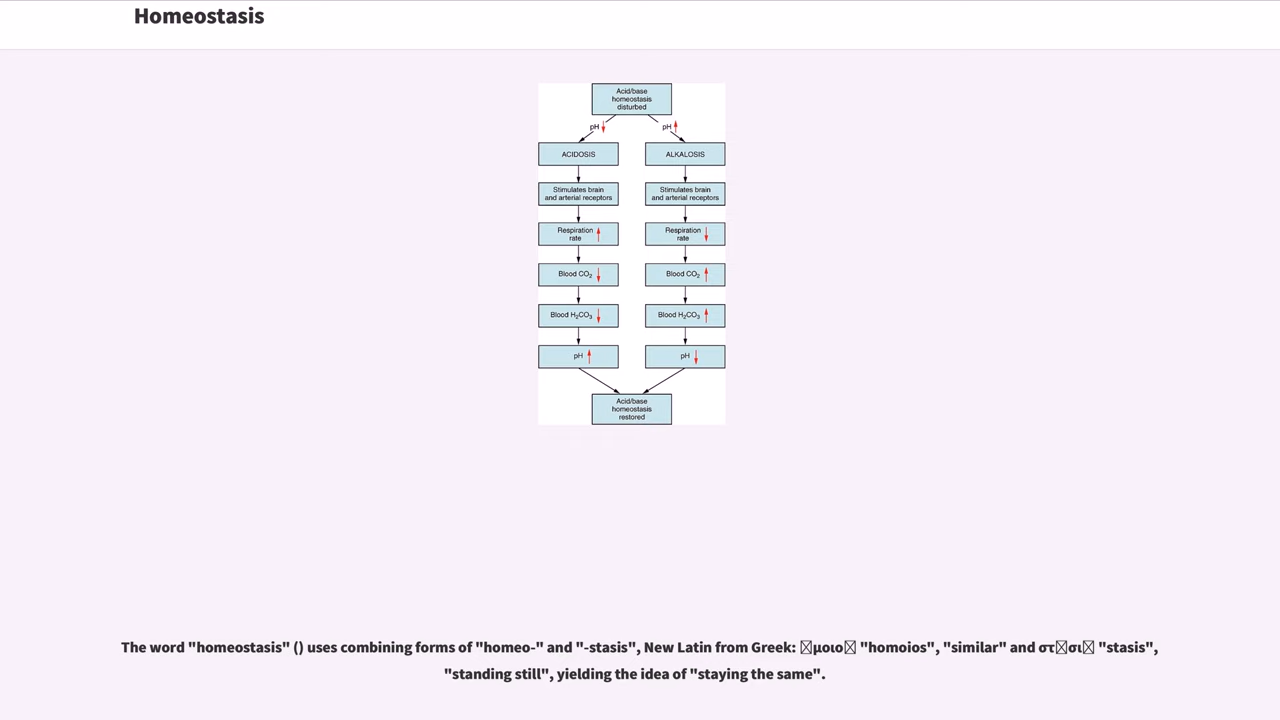 Homeostasis
Acid/base
homeostasis
disturbed
pH
pH
ACIDOSIS
ALKALOSIS
Stimulates brain
and arterial receptors
Stimulates brain
and arterial receptors
Respiration
rate
Respiration
rate
Blood CO₂
Blood CO₂
Blood H₂CO₃
Blood H₂CO₃
pH
pH
Acid/base
homeostasis
restored
The word "homeostasis" () uses combining forms of "homeo-" and "-stasis", New Latin from Greek: "homoios", "similar" and "stasis",
"standing still", yielding the idea of "staying the same".